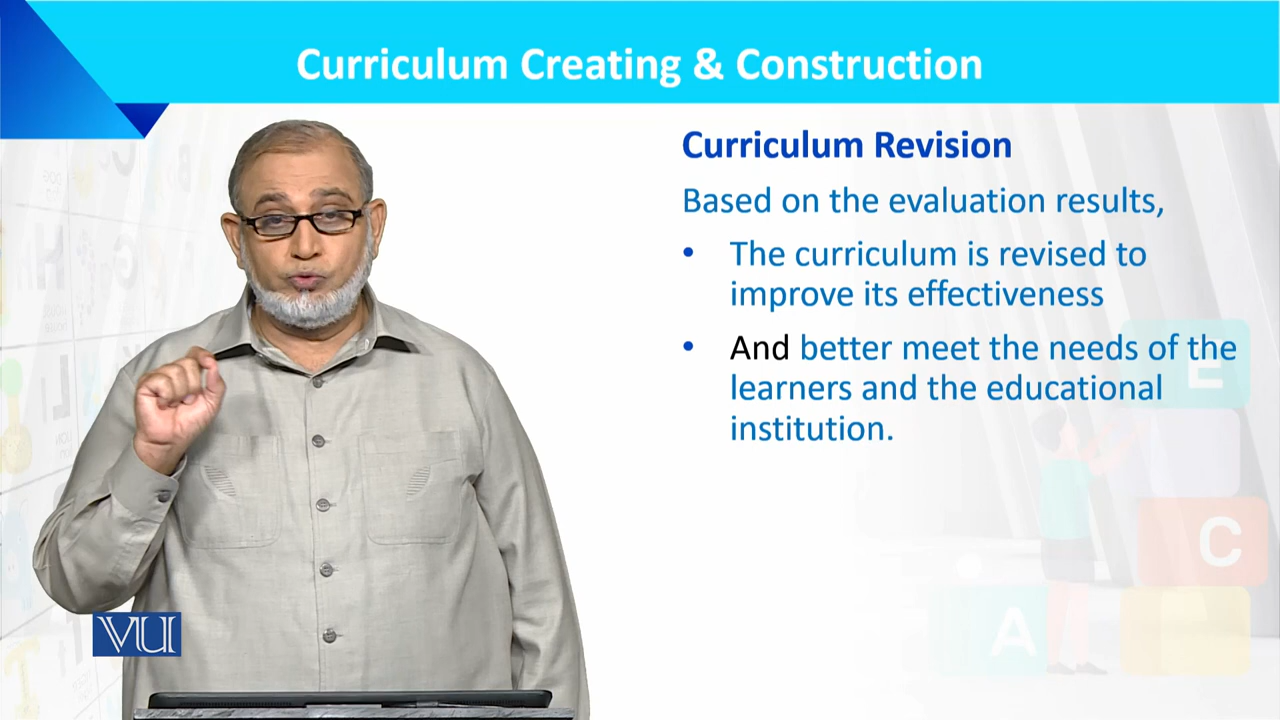 Curriculum Creating & Construction
Curriculum Revision
Based on the evaluation results,
• The curriculum is revised to
improve its effectiveness
• And better meet the needs of the
learners and the educational
institution.
E
C
A
VU